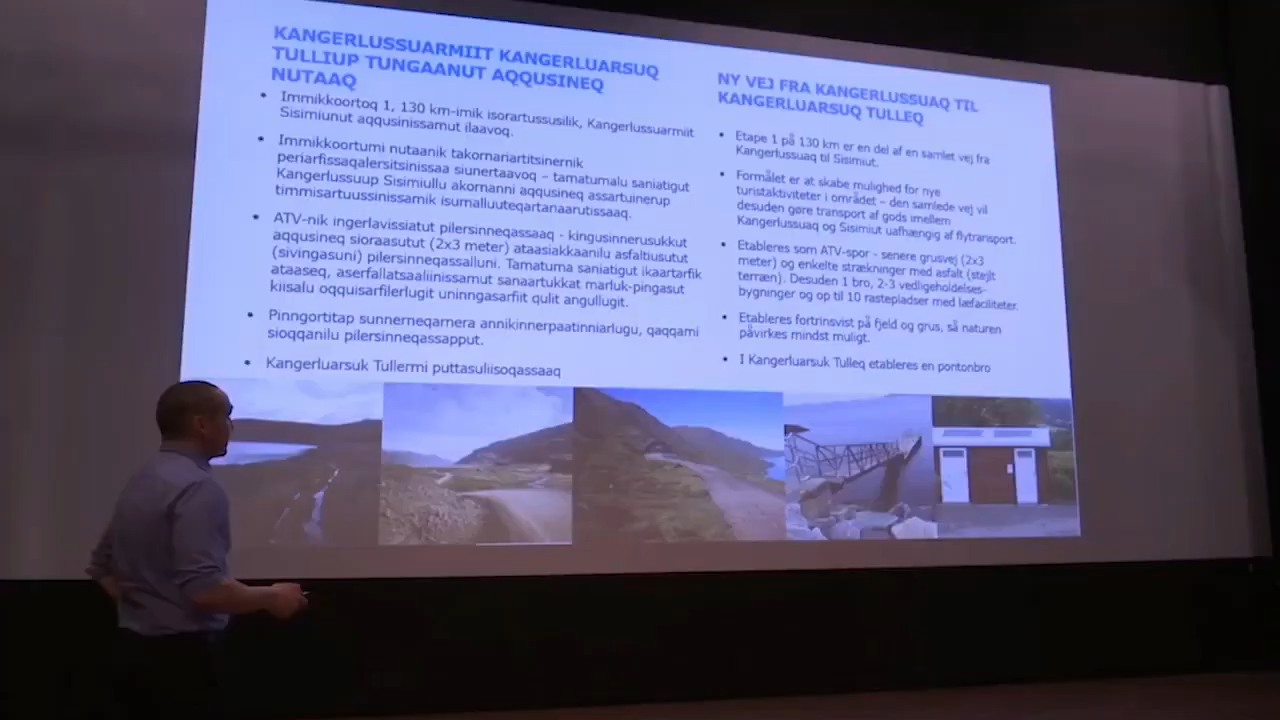 KANGERLUSSUARMIIT KANGERLUARSUQ
TULLIUP TUNGAANUT AQQUSINEQ
NUTAAQ
• Immikkoortoq 1, 130 km-imik isorartussusilik, Kangerlussuarmiit
Sisimiunut aqqusinissamut ilaavoq.
• Immikkoortumi nutaanik takornariartitsinernik
periarfissaqalersitsinissaa siunertaavoq – tamatumalu saniatigut
Kangerlussuup Sisimiullu akornanni aqqusineq assartuinerup
timmisartuussinissamik isumalluuteqartanaarutissaaq.
• ATV-nik ingerlavissiatut pilersinneqassaaq - kingusinnerusukkut
aqqusineq sioraasutut (2x3 meter) ataasiakkaanilu asfaltiusutut
(sivingasuni) pilersinneqassalluni. Tamatuma saniatigut ikaartarfik
ataaseq, aserfallatsaaliinissamut sanaartukkat marluk-pingasut
kiisalu oqquisarfilerlugit uninngasarfiit qulit angullugit.
• Pinngortitap sunnerneqarnera annikinnerpaatinniarlugu, qaqqami
sioqqanilu pilersinneqassapput.
• Kangerluarsuk Tullermi puttasuliisoqassaaq
NY VEJ FRA KANGERLUSSUAQ TIL
KANGERLUARSUQ TULLEQ
• Etape 1 på 130 km er en del af en samlet vej fra
Kangerlussuaq til Sisimiut.
• Formålet er at skabe mulighed for nye
turistaktiviteter i området – den samlede vej vil
desuden gøre transport af gods imellem
Kangerlussuaq og Sisimiut uafhængig af flytransport.
• Etableres som ATV-spor - senere grusvej (2x3
meter) og enkelte strækninger med asfalt (stejlt
terræn). Desuden 1 bro, 2-3 vedligeholdelses-
bygninger og op til 10 rastepladser med læfaciliteter.
• Etableres fortrinsvist på fjeld og grus, så naturen
påvirkes mindst muligt.
• I Kangerluarsuk Tulleq etableres en pontonbro